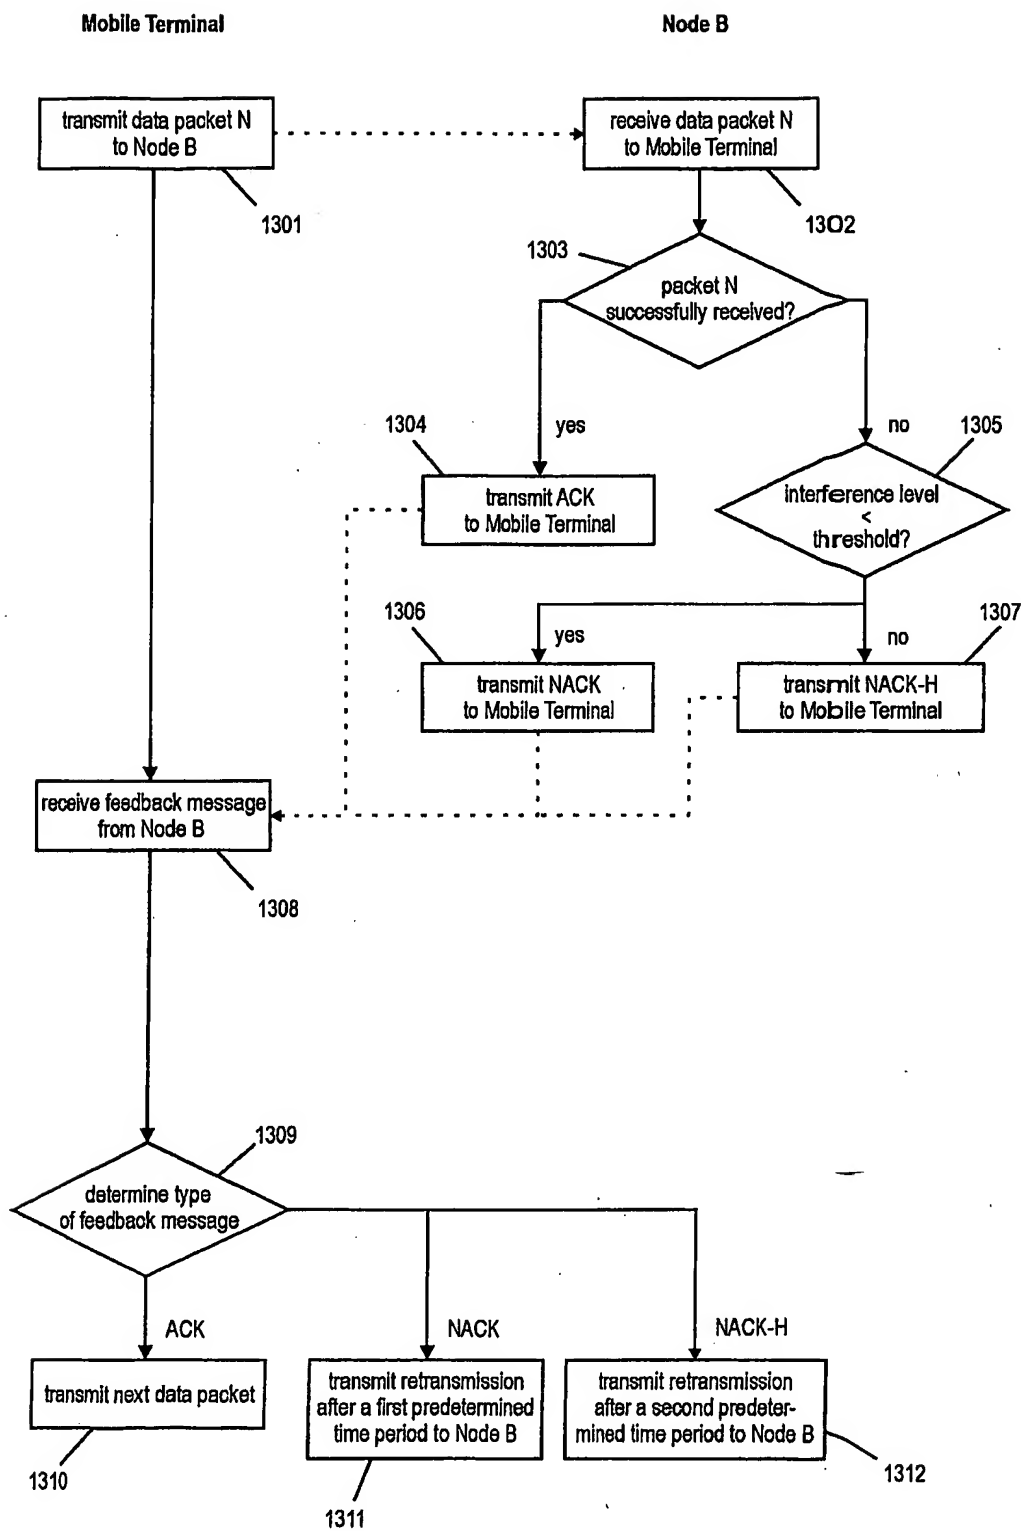 Mobile Terminal
Node B
transmit data packet N
to Node B
receive data packet N
to Mobile Terminal
1301
1302
1303
packet N
successfully received?
1304
yes
no
1305
transmit ACK
to Mobile Terminal
interference level
<
threshold?
1306
yes
no
1307
transmit NACK
to Mobile Terminal
transmit NACK-H
to Mobile Terminal
receive feedback message
from Node B
1308
1309
determine type
of feedback message
ACK
NACK
NACK-H
transmit next data packet
transmit retransmission
after a first predetermined
time period to Node B
transmit retransmission
after a second predeter-
mined time period to Node B
1310
1311
1312